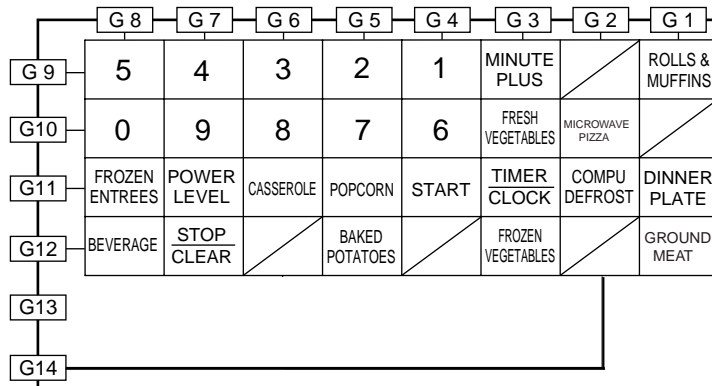 G 8 G 7 G 6 G 5 G 4 G 3 G 2 G 1
G 9 5 4 3 2 1 MINUTE PLUS ROLLS & MUFFINS
G10 0 9 8 7 6 FRESH VEGETABLES MICROWAVE PIZZA
G11 FROZEN ENTREES POWER LEVEL CASSEROLE POPCORN START TIMER CLOCK COMPU DEFROST DINNER PLATE
G12 BEVERAGE STOP CLEAR BAKED POTATOES FROZEN VEGETABLES GROUND MEAT
G13
G14